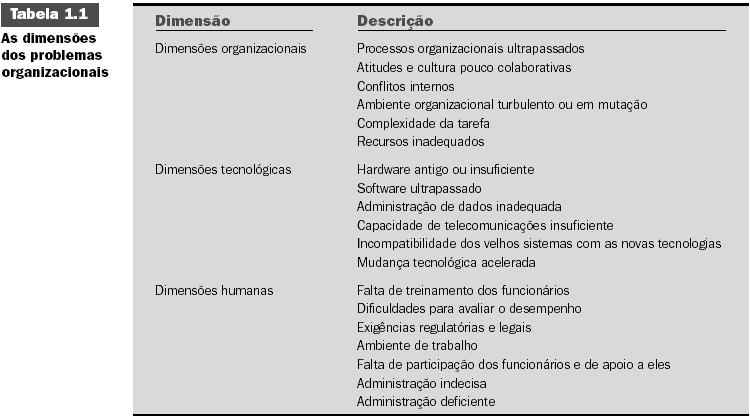 Tabela 1.1
As dimensões
dos problemas
organizacionais
Dimensão Descrição
Dimensões organizacionais Processos organizacionais ultrapassados
Atitudes e cultura pouco colaborativas
Conflitos internos
Ambiente organizacional turbulento ou em mutação
Complexidade da tarefa
Recursos inadequados
Dimensões tecnológicas Hardware antigo ou insuficiente
Software ultrapassado
Administração de dados inadequada
Capacidade de telecomunicações insuficiente
Incompatibilidade dos velhos sistemas com as novas tecnologias
Mudança tecnológica acelerada
Dimensões humanas Falta de treinamento dos funcionários
Dificuldades para avaliar o desempenho
Exigências regulatórias e legais
Ambiente de trabalho
Falta de participação dos funcionários e de apoio a eles
Administração indecisa
Administração deficiente